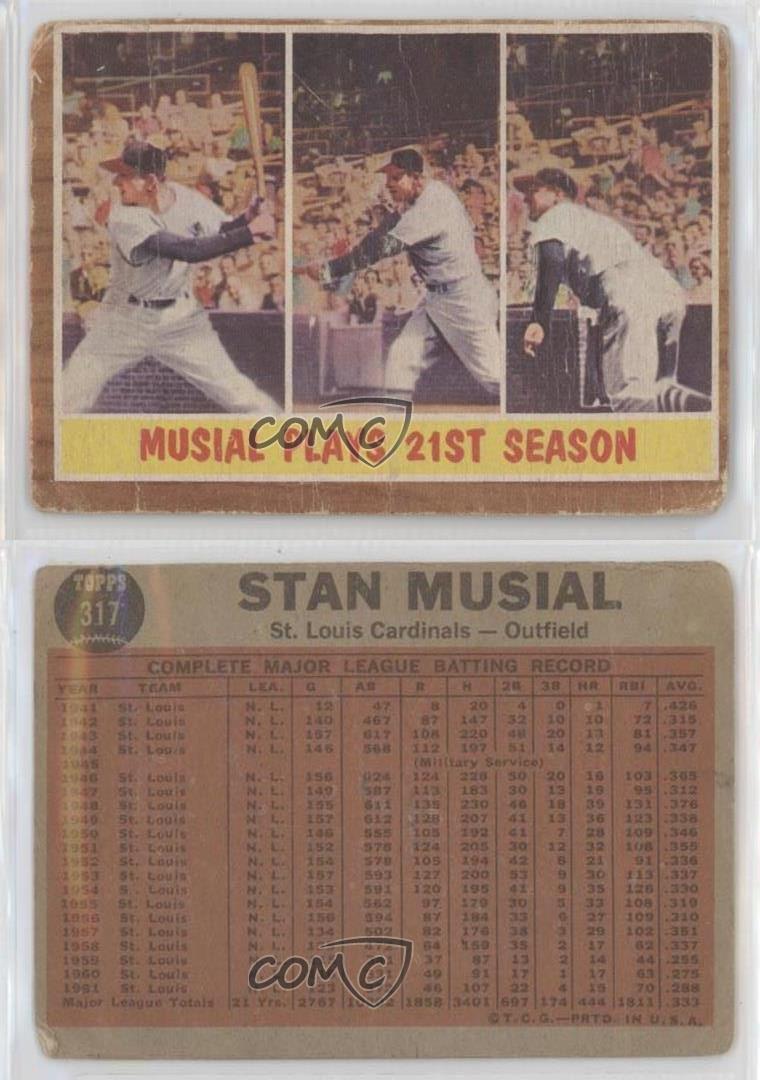 COMC
MUSIAL PLAYS 21ST SEASON
TOPPS
317
STAN MUSIAL
St. Louis Cardinals — Outfield
COMPLETE MAJOR LEAGUE BATTING RECORD
YEAR TEAM LEA. G AB R H 2B 3B HR RBI AVG.
1941 St. Louis N. L. 12 47 8 20 4 0 1 7 .426
1942 St. Louis N. L. 140 467 87 147 32 10 10 72 .315
1943 St. Louis N. L. 157 617 108 220 48 20 13 81 .357
1944 St. Louis N. L. 146 568 112 197 51 14 12 94 .347
1945 (Military Service)
1946 St. Louis N. L. 156 624 124 228 50 20 16 103 .365
1947 St. Louis N. L. 149 587 113 183 30 13 19 95 .312
1948 St. Louis N. L. 155 611 135 230 46 18 39 131 .376
1949 St. Louis N. L. 157 612 128 207 41 13 36 123 .338
1950 St. Louis N. L. 146 555 105 192 41 7 28 109 .346
1951 St. Louis N. L. 152 578 124 205 30 12 32 108 .355
1952 St. Louis N. L. 154 578 105 194 42 6 21 91 .336
1953 St. Louis N. L. 157 593 127 200 53 9 30 113 .337
1954 S. Louis N. L. 153 591 120 195 41 9 35 126 .330
1955 St. Louis N. L. 154 562 97 179 30 5 33 108 .319
1956 St. Louis N. L. 156 594 87 184 33 6 27 109 .310
1957 St. Louis N. L. 134 502 82 176 38 3 29 102 .351
1958 St. Louis N. L. 472 64 159 35 2 17 62 .337
1959 St. Louis 37 87 13 2 14 44 .255
1960 St. Louis 49 91 17 1 17 63 .275
1961 St. Louis 123 46 107 22 4 15 70 .288
Major League Totals 21 Yrs. 2767 1858 3401 697 174 444 1811 .333
COMC
©T.C.G.—PRTD. IN U.S.A.